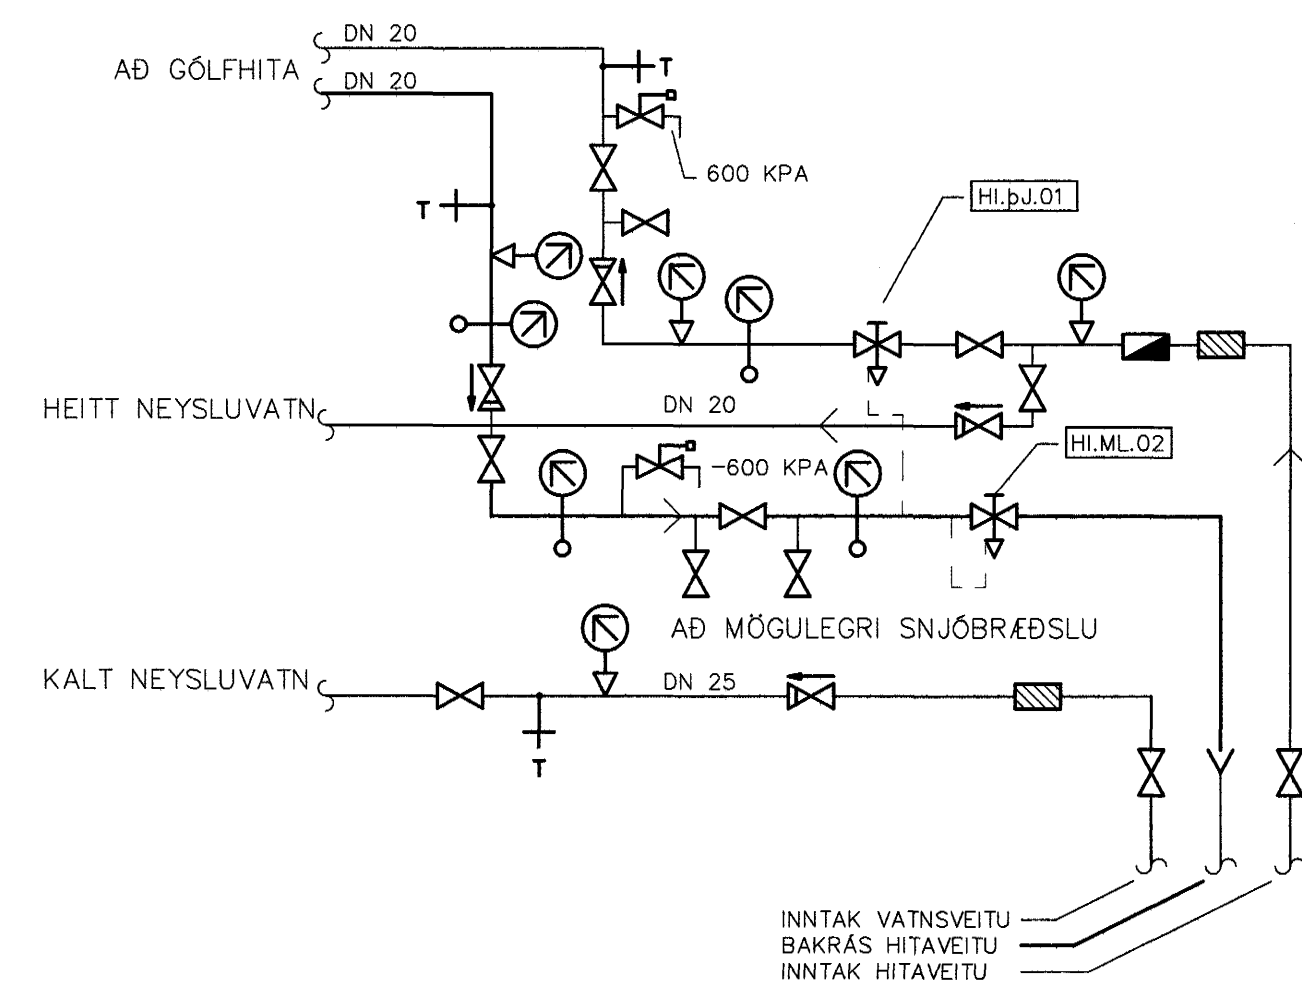 DN 20
AÐ GÓLFHITA
T
DN 20
600 KPA
HI.ÞJ.01
T
HEITT NEYSLUVATN
DN 20
HI.ML.02
-600 KPA
AÐ MÖGULEGRI SNJÓBRÆÐSLU
KALT NEYSLUVATN
DN 25
T
INNTAK VATNSVEITU
BAKRÁS HITAVEITU
INNTAK HITAVEITU